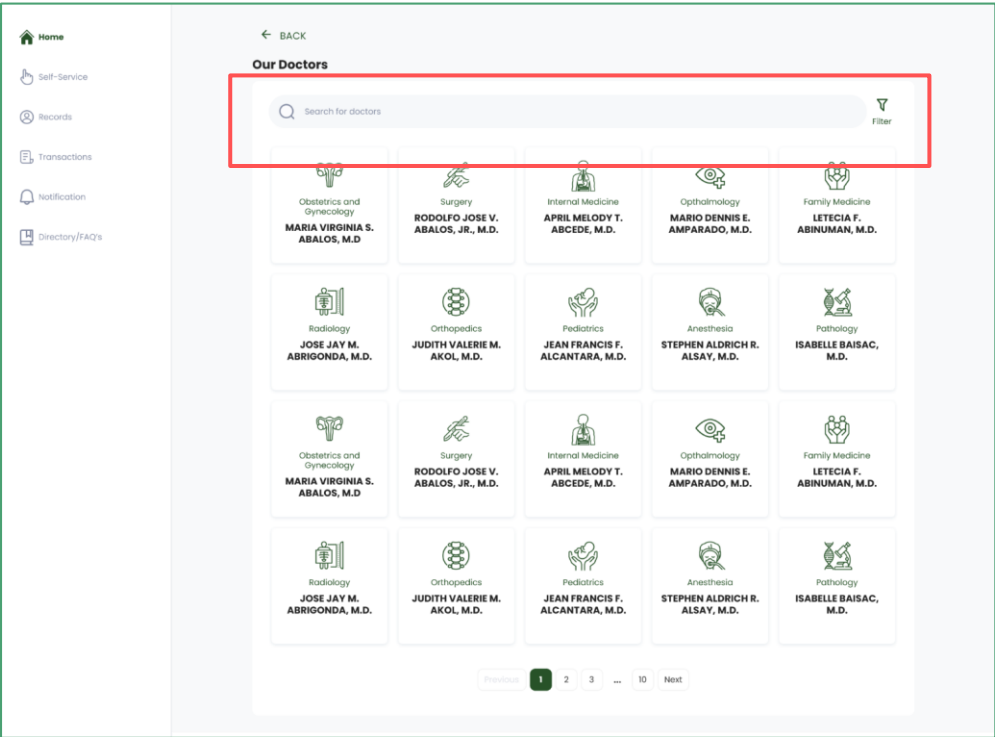 Home
Self-Service
Records
Transactions
Notification
Directory/FAQ's
BACK
Our Doctors
Search for doctors
Filter
Obstetrics and
Gynecology
MARIA VIRGINIA S.
ABALOS, M.D
Surgery
RODOLFO JOSE V.
ABALOS, JR., M.D.
Internal Medicine
APRIL MELODY T.
ABCEDE, M.D.
Opthalmology
MARIO DENNIS E.
AMPARADO, M.D.
Family Medicine
LETECIA F.
ABINUMAN, M.D.
Radiology
JOSE JAY M.
ABRIGONDA, M.D.
Orthopedics
JUDITH VALERIE M.
AKOL, M.D.
Pediatrics
JEAN FRANCIS F.
ALCANTARA, M.D.
Anesthesia
STEPHEN ALDRICH R.
ALSAY, M.D.
Pathology
ISABELLE BAISAC,
M.D.
Obstetrics and
Gynecology
MARIA VIRGINIA S.
ABALOS, M.D
Surgery
RODOLFO JOSE V.
ABALOS, JR., M.D.
Internal Medicine
APRIL MELODY T.
ABCEDE, M.D.
Opthalmology
MARIO DENNIS E.
AMPARADO, M.D.
Family Medicine
LETECIA F.
ABINUMAN, M.D.
Radiology
JOSE JAY M.
ABRIGONDA, M.D.
Orthopedics
JUDITH VALERIE M.
AKOL, M.D.
Pediatrics
JEAN FRANCIS F.
ALCANTARA, M.D.
Anesthesia
STEPHEN ALDRICH R.
ALSAY, M.D.
Pathology
ISABELLE BAISAC,
M.D.
Previous 1 2 3 ... 10 Next